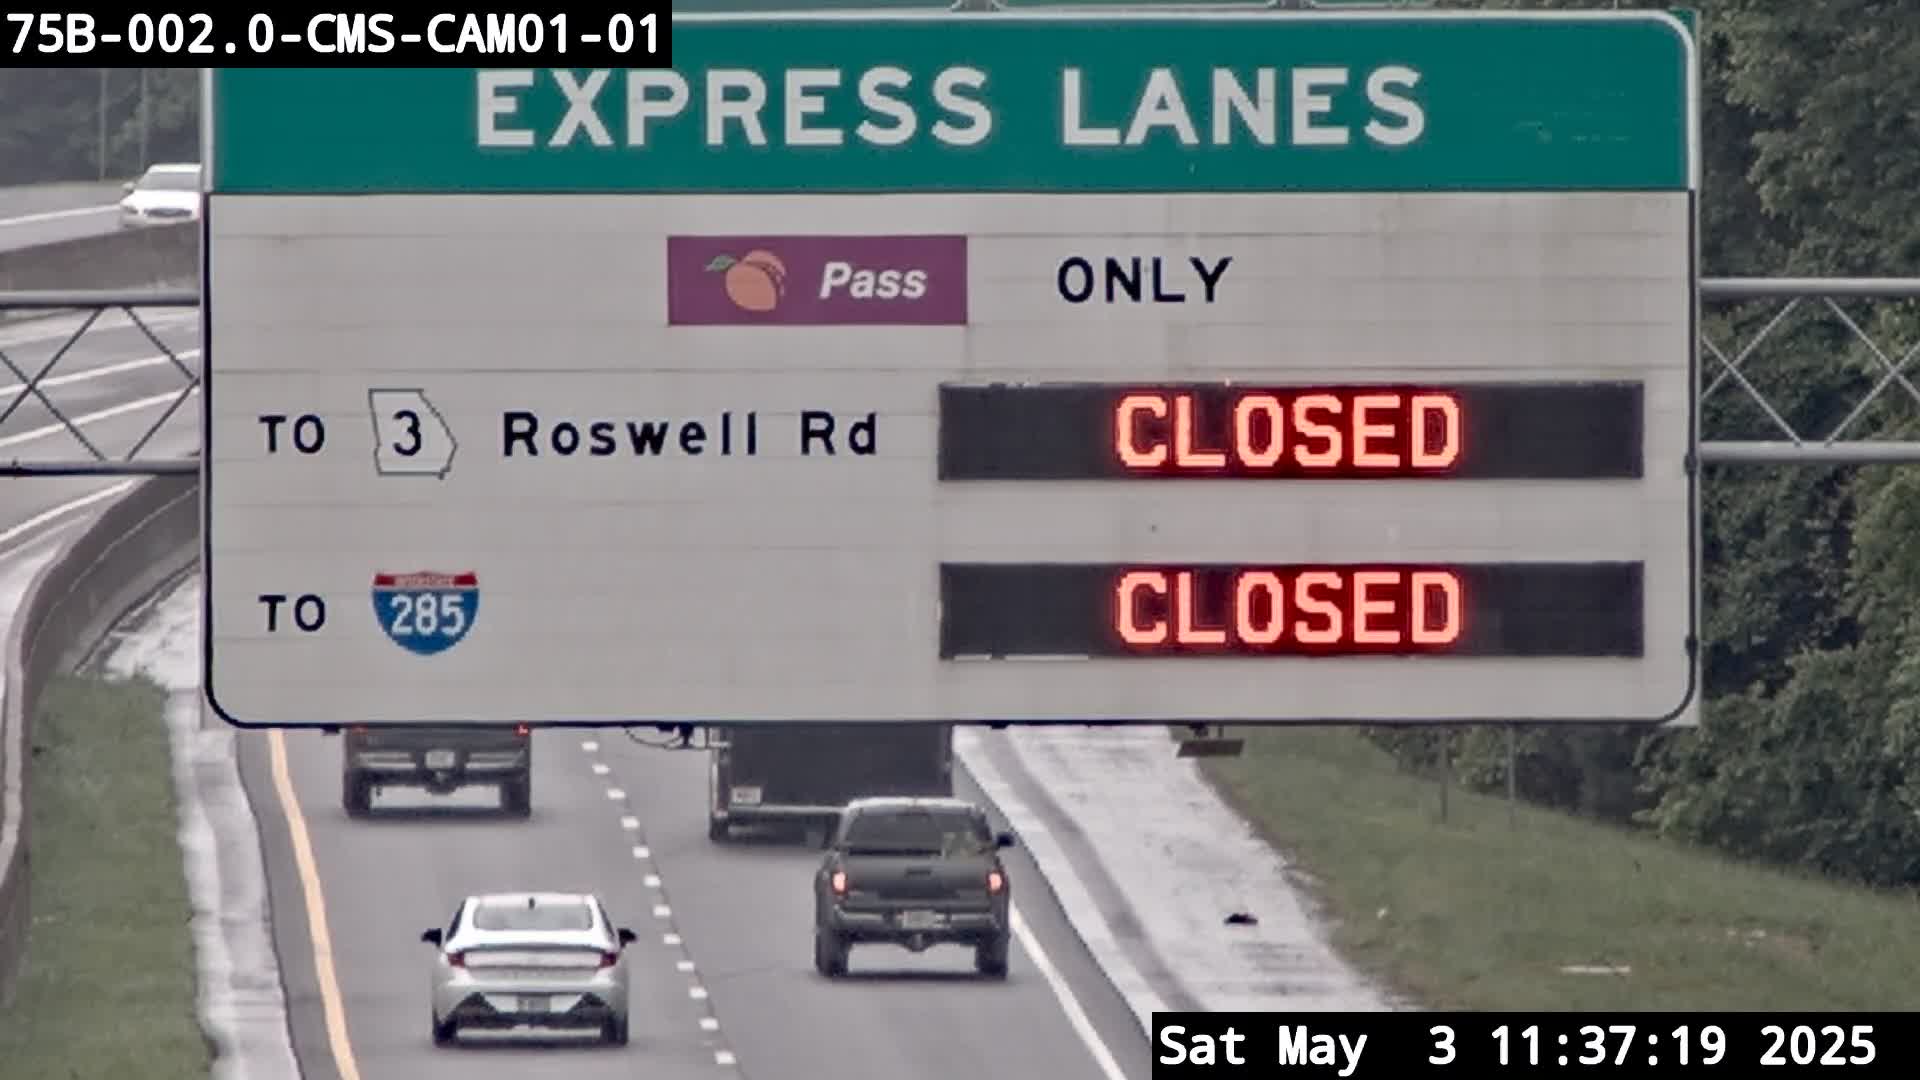 75B-002.0-CMS-CAM01-01
EXPRESS LANES
Pass ONLY
TO 3 Roswell Rd CLOSED
INTERSTATE
TO 285 CLOSED
Sat May 3 11:37:19 2025